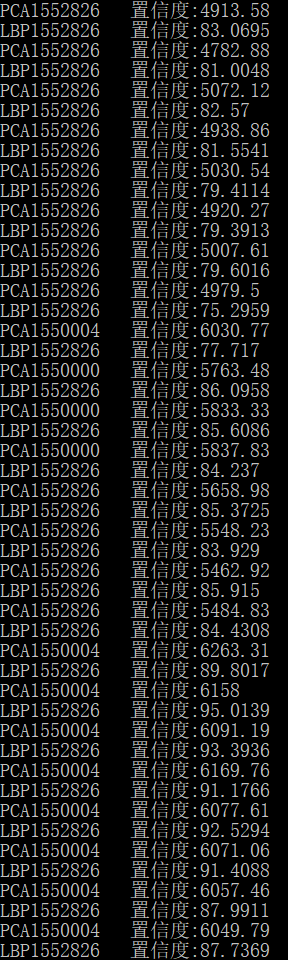 PCA1552826 置信度:4913.58
LBP1552826 置信度:83.0695
PCA1552826 置信度:4782.88
LBP1552826 置信度:81.0048
PCA1552826 置信度:5072.12
LBP1552826 置信度:82.57
PCA1552826 置信度:4938.86
LBP1552826 置信度:81.5541
PCA1552826 置信度:5030.54
LBP1552826 置信度:79.4114
PCA1552826 置信度:4920.27
LBP1552826 置信度:79.3913
PCA1552826 置信度:5007.61
LBP1552826 置信度:79.6016
PCA1552826 置信度:4979.5
LBP1552826 置信度:75.2959
PCA1550004 置信度:6030.77
LBP1552826 置信度:77.717
PCA1550000 置信度:5763.48
LBP1552826 置信度:86.0958
PCA1550000 置信度:5833.33
LBP1552826 置信度:85.6086
PCA1550000 置信度:5837.83
LBP1552826 置信度:84.237
PCA1552826 置信度:5658.98
LBP1552826 置信度:85.3725
PCA1552826 置信度:5548.23
LBP1552826 置信度:83.929
PCA1552826 置信度:5462.92
LBP1552826 置信度:85.915
PCA1552826 置信度:5484.83
LBP1552826 置信度:84.4308
PCA1550004 置信度:6263.31
LBP1552826 置信度:89.8017
PCA1550004 置信度:6158
LBP1552826 置信度:95.0139
PCA1550004 置信度:6091.19
LBP1552826 置信度:93.3936
PCA1550004 置信度:6169.76
LBP1552826 置信度:91.1766
PCA1550004 置信度:6077.61
LBP1552826 置信度:92.5294
PCA1550004 置信度:6071.06
LBP1552826 置信度:91.4088
PCA1550004 置信度:6057.46
LBP1552826 置信度:87.9911
PCA1550004 置信度:6049.79
LBP1552826 置信度:87.7369